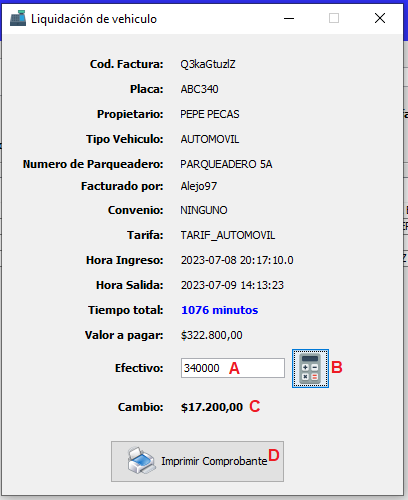 Liquidación de vehiculo
Cod. Factura: Q3kaGtuzlZ
Placa: ABC340
Propietario: PEPE PECAS
Tipo Vehiculo: AUTOMOVIL
Numero de Parqueadero: PARQUEADERO 5A
Facturado por: Alejo97
Convenio: NINGUNO
Tarifa: TARIF_AUTOMOVIL
Hora Ingreso: 2023-07-08 20:17:10.0
Hora Salida: 2023-07-09 14:13:23
Tiempo total: 1076 minutos
Valor a pagar: $322.800,00
Efectivo: 340000 A B
Cambio: $17.200,00 C
Imprimir Comprobante D